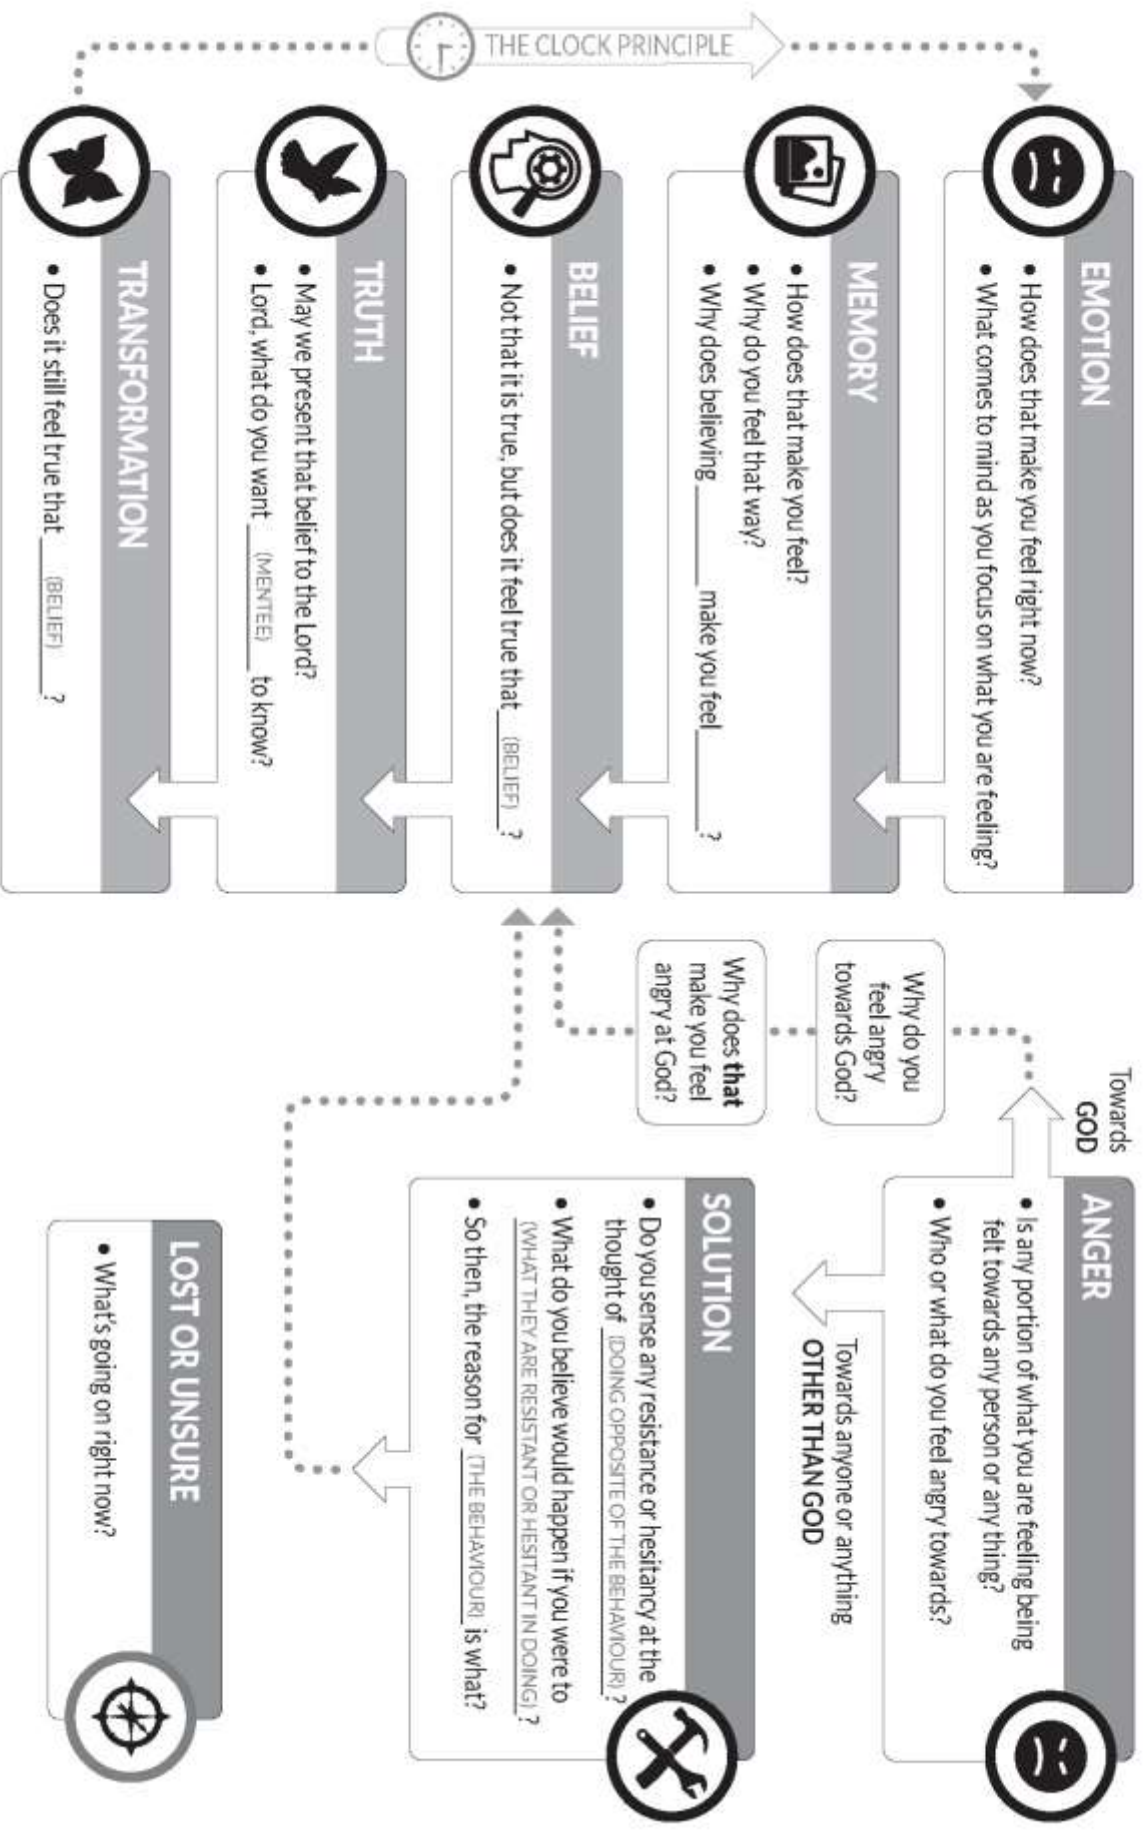 THE CLOCK PRINCIPLE
EMOTION
• How does that make you feel right now?
• What comes to mind as you focus on what you are feeling?
MEMORY
• How does that make you feel?
• Why do you feel that way?
• Why does believing ________ make you feel ________ ?
BELIEF
• Not that it is true, but does it feel true that (BELIEF) ?
TRUTH
• May we present that belief to the Lord?
• Lord, what do you want (MENTEE) to know?
TRANSFORMATION
• Does it still feel true that (BELIEF) ?
Towards
GOD
Why do you
feel angry
towards God?
Why does that
make you feel
angry at God?
ANGER
• Is any portion of what you are feeling being
felt towards any person or any thing?
• Who or what do you feel angry towards?
Towards anyone or anything
OTHER THAN GOD
SOLUTION
• Do you sense any resistance or hesitancy at the
thought of (DOING OPPOSITE OF THE BEHAVIOUR) ?
• What do you believe would happen if you were to
(WHAT THEY ARE RESISTANT OR HESITANT IN DOING) ?
• So then, the reason for (THE BEHAVIOUR) is what?
LOST OR UNSURE
• What's going on right now?